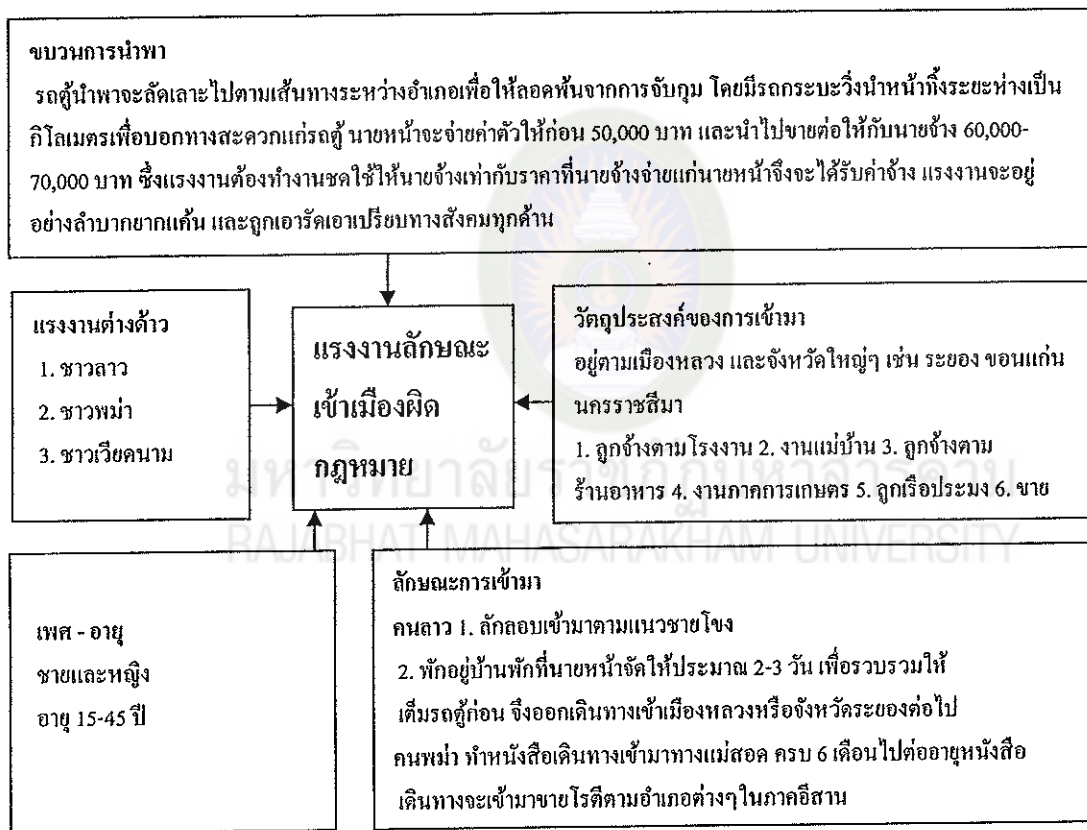 ขบวนการนำพา
รถตู้นำพาจะลัดเลาะไปตามเส้นทางระหว่างอำเภอเพื่อให้ลอดพ้นจากการจับกุม โดยมีรถกระบะวิ่งนำหน้าทิ้งระยะห่างเป็น
กิโลเมตรเพื่อบอกทางสะดวกแก่รถตู้ นายหน้าจะจ่ายค่าตัวให้ก่อน 50,000 บาท และนำไปขายต่อให้กับนายจ้าง 60,000-
70,000 บาท ซึ่งแรงงานต้องทำงานชดใช้ให้นายจ้างเท่ากับราคาที่นายจ้างจ่ายแก่นายหน้าจึงจะได้รับค่าจ้าง แรงงานจะอยู่
อย่างลำบากยากแค้น และถูกเอารัดเอาเปรียบทางสังคมทุกด้าน
แรงงานต่างด้าว
1. ชาวลาว
2. ชาวพม่า
3. ชาวเวียดนาม
แรงงานลักษณะ
เข้าเมืองผิด
กฎหมาย
วัตถุประสงค์ของการเข้ามา
อยู่ตามเมืองหลวง และจังหวัดใหญ่ๆ เช่น ระยอง ขอนแก่น
นครราชสีมา
1. ลูกจ้างตามโรงงาน 2. งานแม่บ้าน 3. ลูกจ้างตาม
ร้านอาหาร 4. งานภาคการเกษตร 5. ลูกเรือประมง 6. ขาย
มหาวิทยาลัยราชภัฏมหาสารคาม
RAJABHAT MAHASARAKHAM UNIVERSITY
เพศ - อายุ
ชายและหญิง
อายุ 15-45 ปี
ลักษณะการเข้ามา
คนลาว 1. ลักลอบเข้ามาตามแนวชายโขง
2. พักอยู่บ้านพักที่นายหน้าจัดให้ประมาณ 2-3 วัน เพื่อรวบรวมให้
เต็มรถตู้ก่อน จึงออกเดินทางเข้าเมืองหลวงหรือจังหวัดระยองต่อไป
คนพม่า ทำหนังสือเดินทางเข้ามาทางแม่สอด ครบ 6 เดือนไปต่ออายุหนังสือ
เดินทางจะเข้ามาขายโรตีตามอำเภอต่างๆในภาคอีสาน